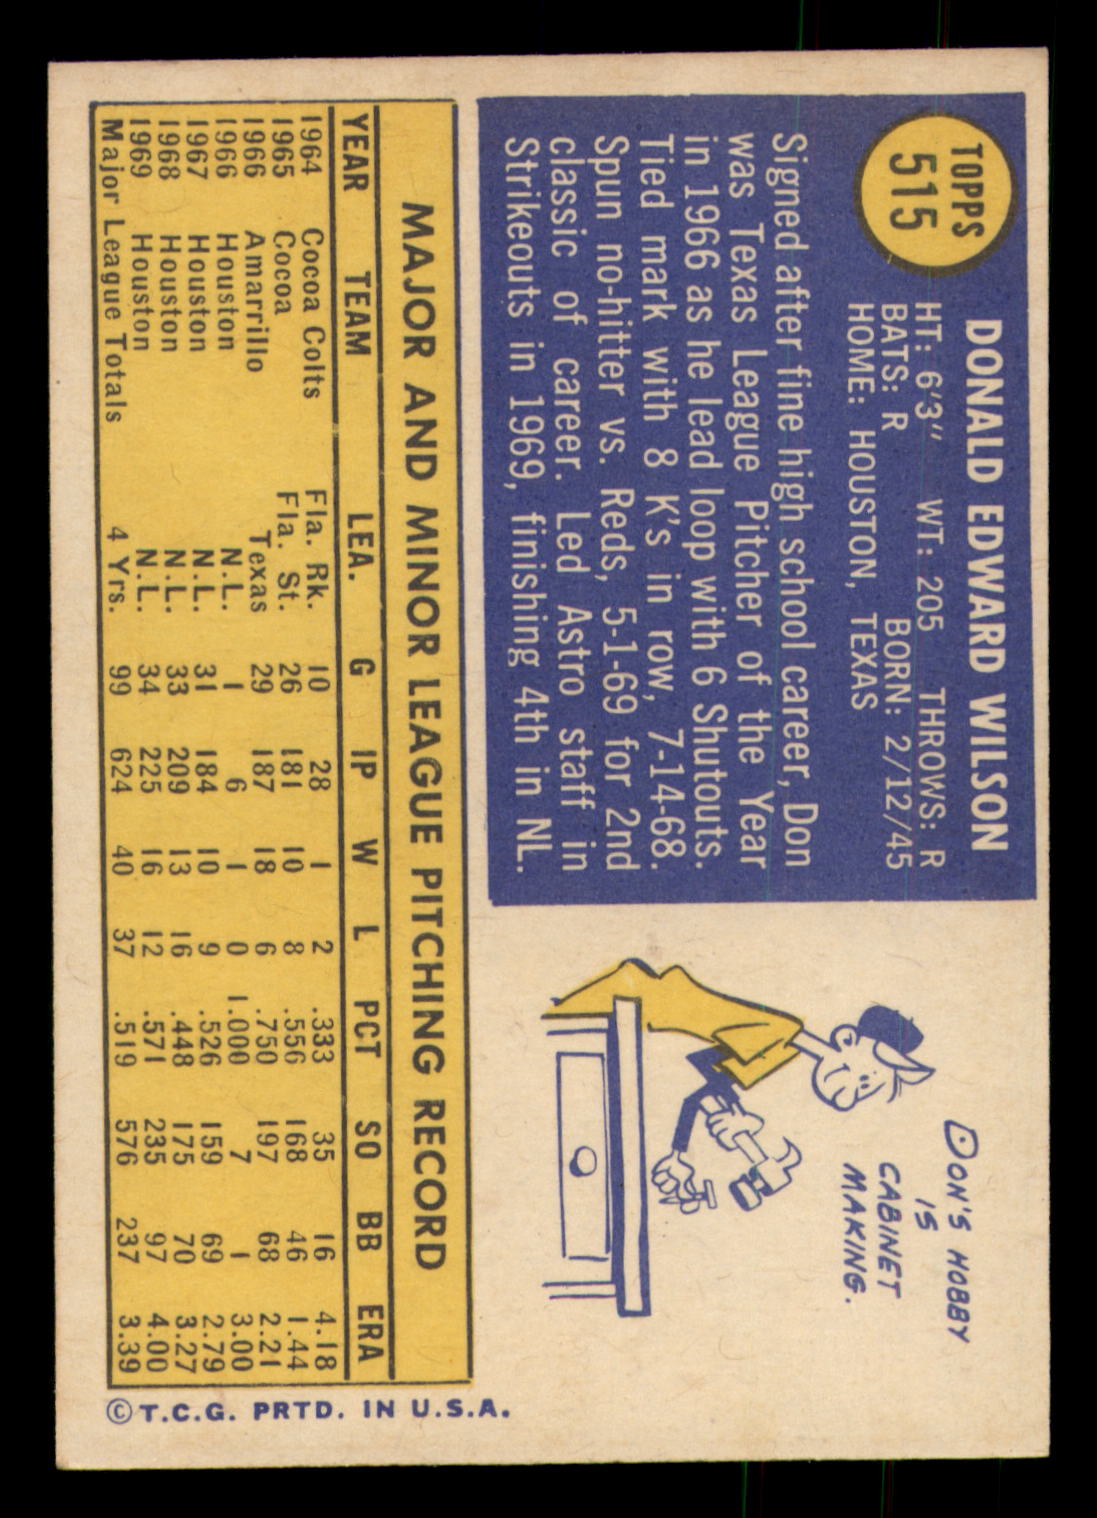 TOPPS
515
DONALD EDWARD WILSON
HT: 6'3" WT: 205 THROWS: R
BATS: R BORN: 2/12/45
HOME: HOUSTON, TEXAS
Signed after fine high school career, Don
was Texas League Pitcher of the Year
in 1966 as he lead loop with 6 Shutouts.
Tied mark with 8 K's in row, 7-14-68.
Spun no-hitter vs. Reds, 5-1-69 for 2nd
classic of career. Led Astro staff in
Strikeouts in 1969, finishing 4th in NL.
DON'S HOBBY
IS
CABINET
MAKING.
MAJOR AND MINOR LEAGUE PITCHING RECORD
YEAR TEAM LEA. G IP W L PCT SO BB ERA
1964 Cocoa Colts Fla. Rk. 10 28 1 2 .333 35 16 4.18
1965 Cocoa Fla. St. 26 181 10 8 .556 168 46 1.44
1966 Amarrillo Texas 29 187 18 6 .750 197 68 2.21
1966 Houston N.L. 1 6 1 0 1.000 7 1 3.00
1967 Houston N.L. 31 184 10 9 .526 159 69 2.79
1968 Houston N.L. 33 209 13 16 .448 175 70 3.27
1969 Houston N.L. 34 225 16 12 .571 235 97 4.00
Major League Totals 4 Yrs. 99 624 40 37 .519 576 237 3.39
© T.C.G. PRTD. IN U.S.A.